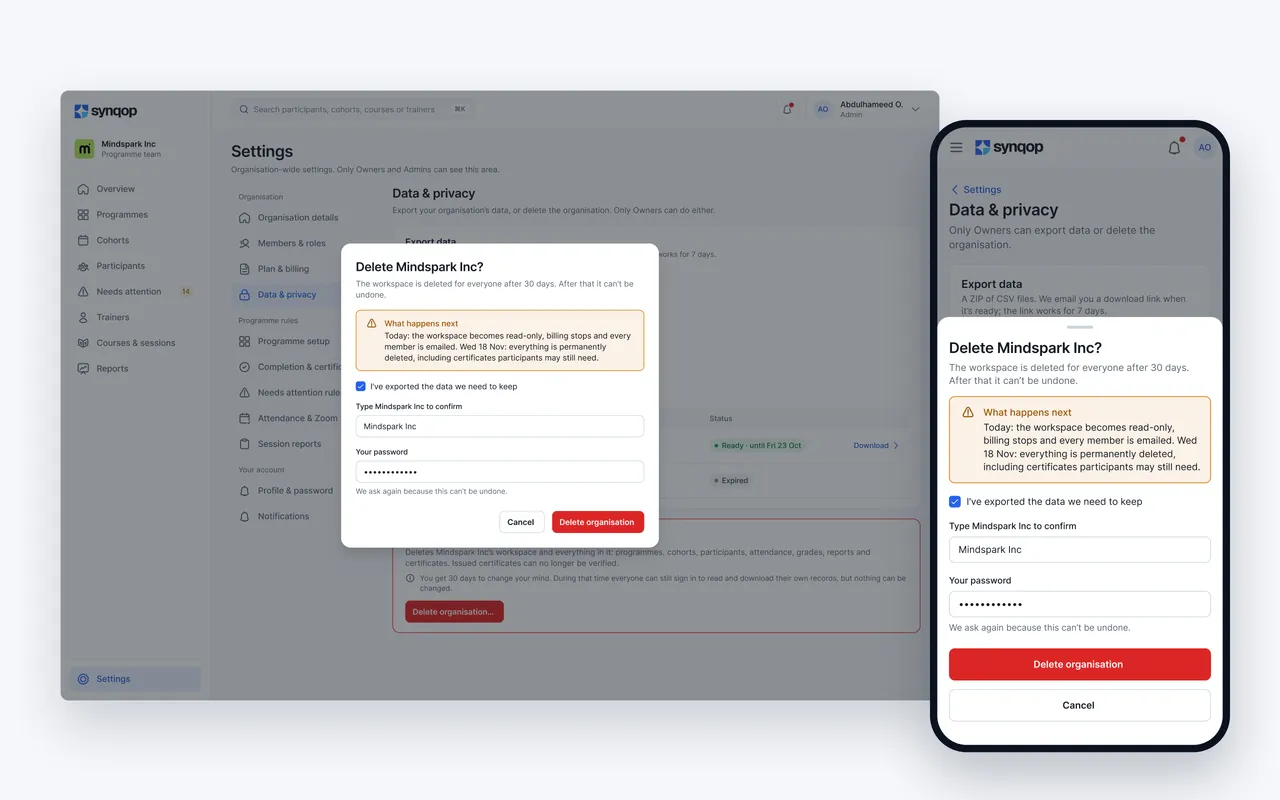 synqop
Search participants, cohorts, courses or trainers
⌘K
AO
Abdulhameed O.
Admin
m
Mindspark Inc
Programme team
Overview
Programmes
Cohorts
Participants
Needs attention
14
Trainers
Courses & sessions
Reports
Settings
Settings
Organisation-wide settings. Only Owners and Admins can see this area.
Organisation
Organisation details
Members & roles
Plan & billing
Data & privacy
Programme rules
Programme setup
Completion & certific
Needs attention rule
Attendance & Zoom
Session reports
Your account
Profile & password
Notifications
Data & privacy
Export your organisation's data, or delete the organisation. Only Owners can do either.
Export data
works for 7 days.
Status
Ready · until Fri 23 Oct
Download
Expired
Deletes Mindspark Inc's workspace and everything in it: programmes, cohorts, participants, attendance, grades, reports and
certificates. Issued certificates can no longer be verified.
You get 30 days to change your mind. During that time everyone can still sign in to read and download their own records, but nothing can be
changed.
Delete organisation...
Delete Mindspark Inc?
The workspace is deleted for everyone after 30 days. After that it can't be
undone.
What happens next
Today: the workspace becomes read-only, billing stops and every
member is emailed. Wed 18 Nov: everything is permanently
deleted, including certificates participants may still need.
I've exported the data we need to keep
Type Mindspark Inc to confirm
Mindspark Inc
Your password
••••••••••••
We ask again because this can't be undone.
Cancel
Delete organisation
synqop
AO
Settings
Data & privacy
Only Owners can export data or delete the
organisation.
Export data
A ZIP of CSV files. We email you a download link when
it's ready; the link works for 7 days.
Delete Mindspark Inc?
The workspace is deleted for everyone after 30 days.
After that it can't be undone.
What happens next
Today: the workspace becomes read-only,
billing stops and every member is emailed. Wed
18 Nov: everything is permanently deleted,
including certificates participants may still need.
I've exported the data we need to keep
Type Mindspark Inc to confirm
Mindspark Inc
Your password
••••••••••••
We ask again because this can't be undone.
Delete organisation
Cancel